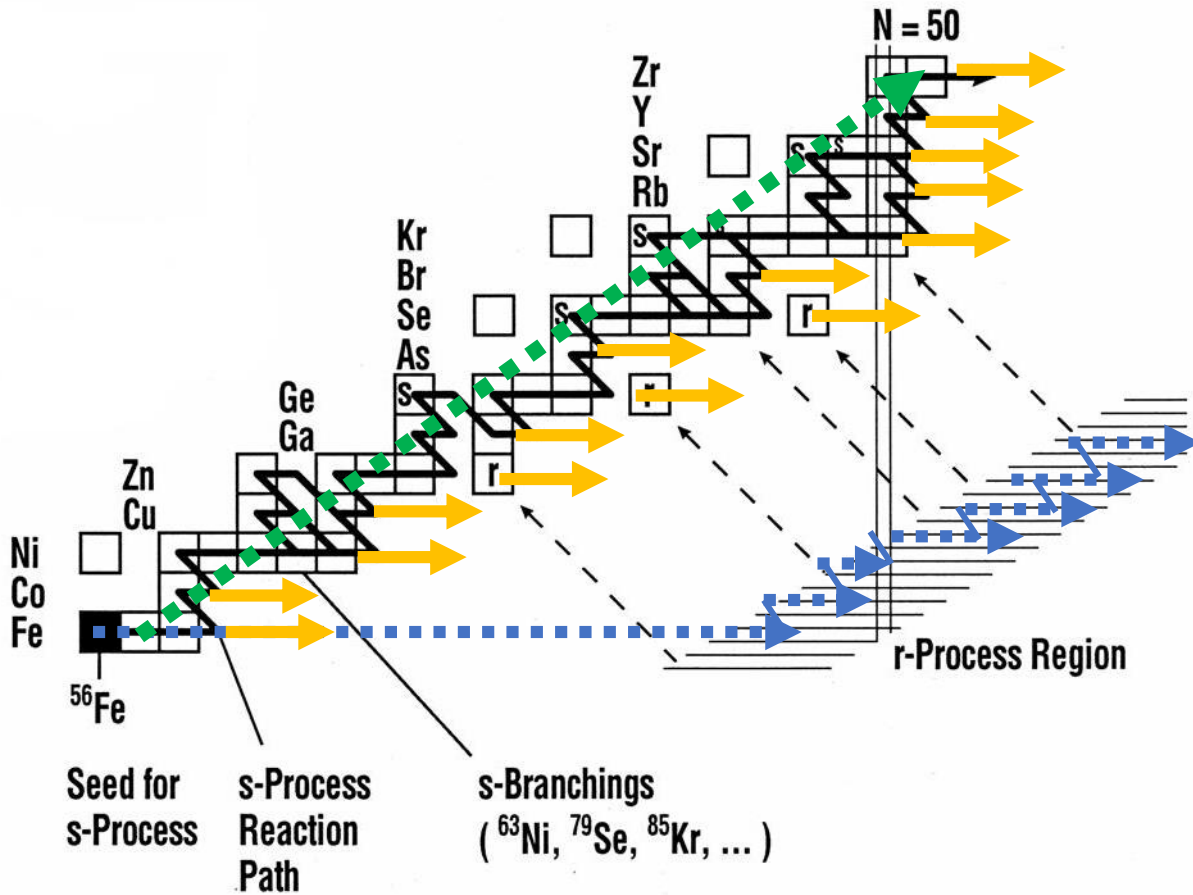 N = 50
Zr
Y
Sr
Rb
s
s
Kr
Br
Se
As
s
s
r
Ge
Ga
s
r
Zn
Cu
r
Ni
Co
Fe
r-Process Region
⁵⁶Fe
Seed for
s-Process
s-Process
Reaction
Path
s-Branchings
( ⁶³Ni, ⁷⁹Se, ⁸⁵Kr, ... )